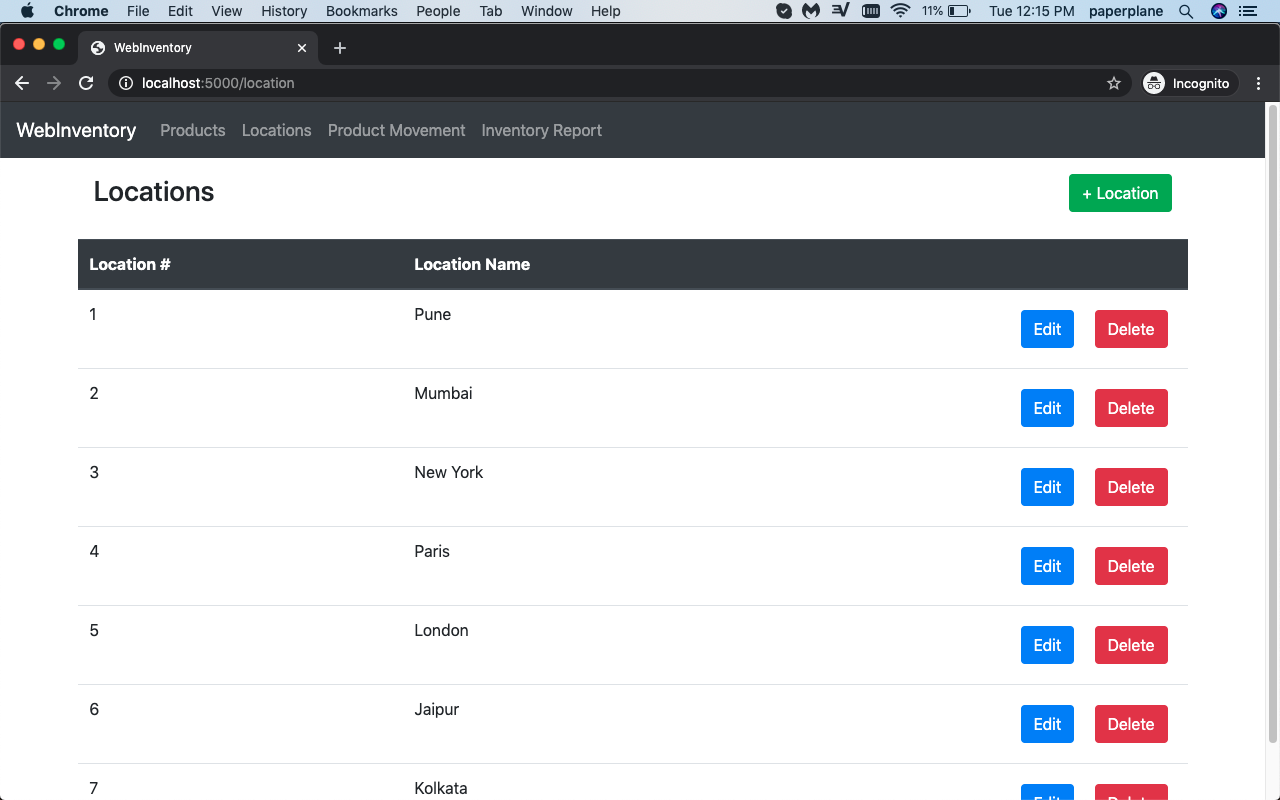 Chrome File Edit View History Bookmarks People Tab Window Help 11% Tue 12:15 PM paperplane
WebInventory
localhost:5000/location Incognito
WebInventory Products Locations Product Movement Inventory Report
Locations + Location
Location # Location Name
1 Pune Edit Delete
2 Mumbai Edit Delete
3 New York Edit Delete
4 Paris Edit Delete
5 London Edit Delete
6 Jaipur Edit Delete
7 Kolkata Edit Delete